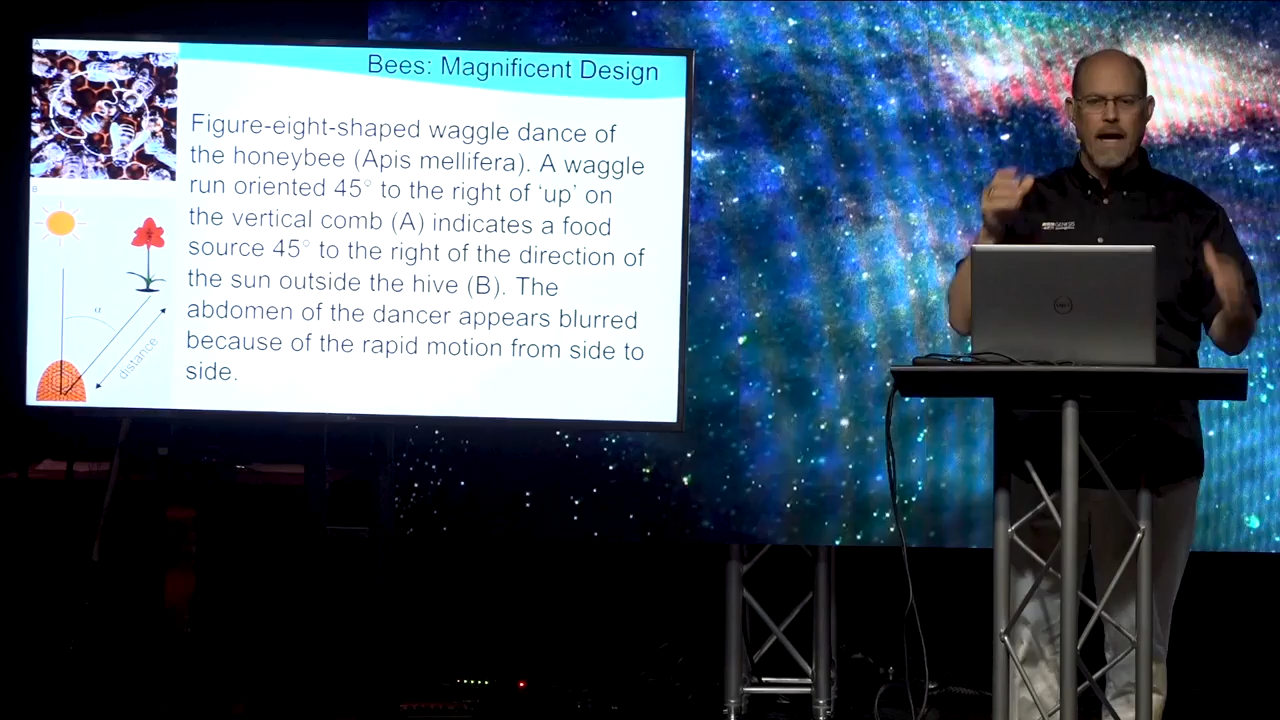 A
Bees: Magnificent Design
Figure-eight-shaped waggle dance of
the honeybee (Apis mellifera). A waggle
run oriented 45° to the right of ‘up’ on
the vertical comb (A) indicates a food
source 45° to the right of the direction of
the sun outside the hive (B). The
abdomen of the dancer appears blurred
because of the rapid motion from side to
side.
B
α
distance
GENESIS
DELL
LG